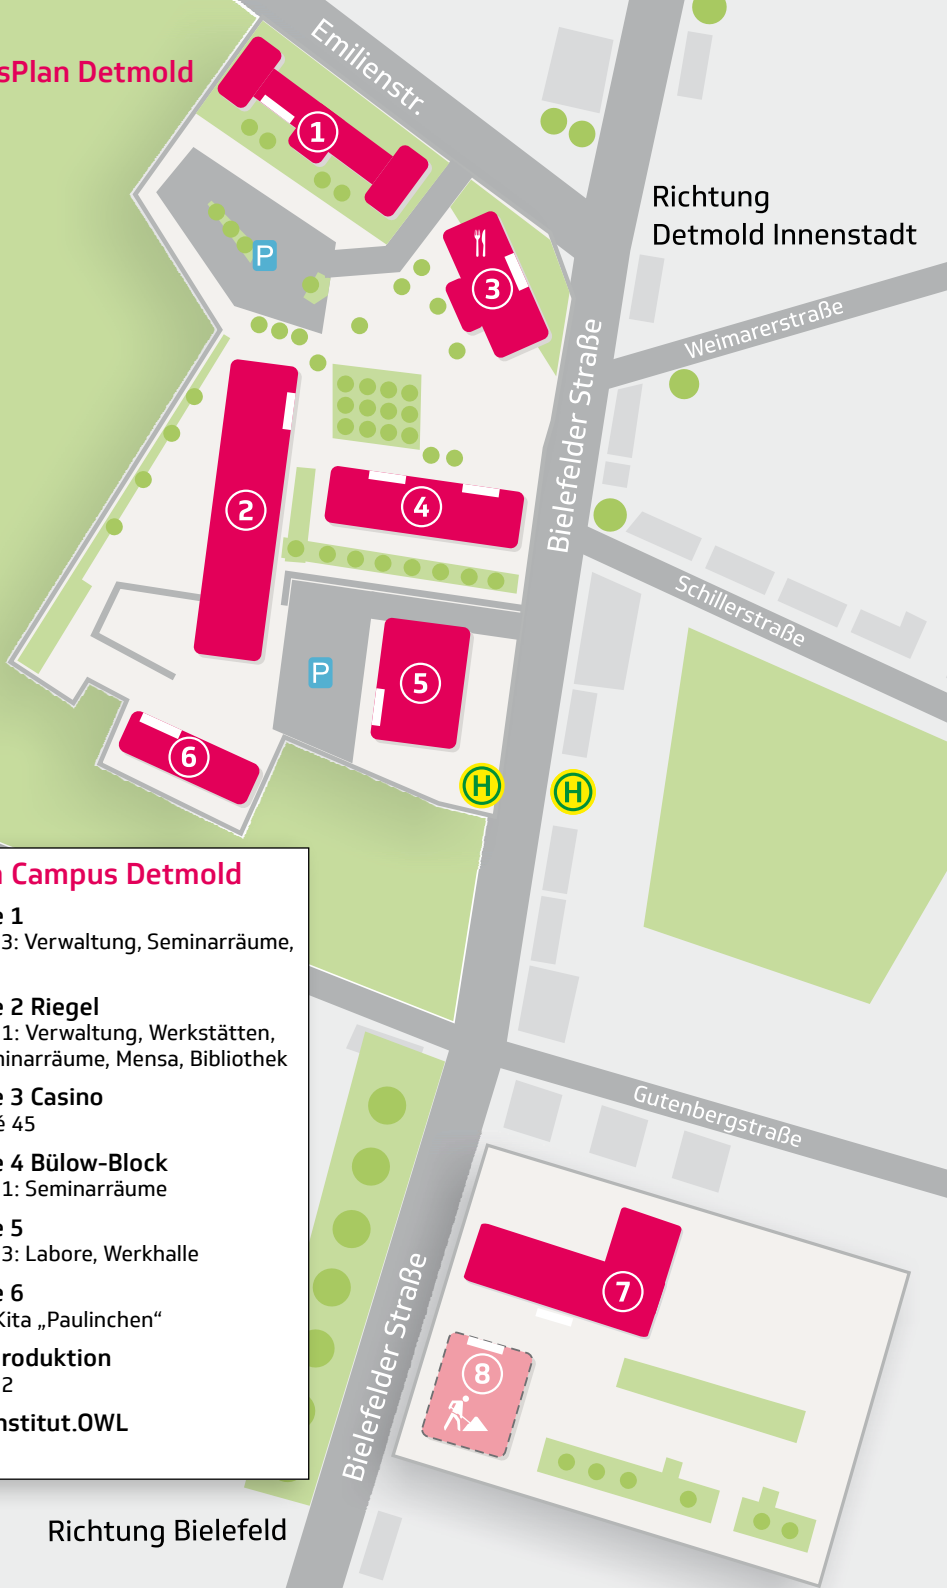 sPlan Detmold
Emilienstr.
1
P
3
Richtung
Detmold Innenstadt
Weimarerstraße
Bielefelder Straße
2
4
Schillerstraße
P
5
6
H
H
Campus Detmold
e 1
3: Verwaltung, Seminarräume,
e 2 Riegel
1: Verwaltung, Werkstätten,
ninarräume, Mensa, Bibliothek
e 3 Casino
é 45
e 4 Bülow-Block
1: Seminarräume
e 5
3: Labore, Werkhalle
e 6
Kita „Paulinchen“
roduktion
2
nstitut.OWL
Gutenbergstraße
7
8
Bielefelder Straße
Richtung Bielefeld